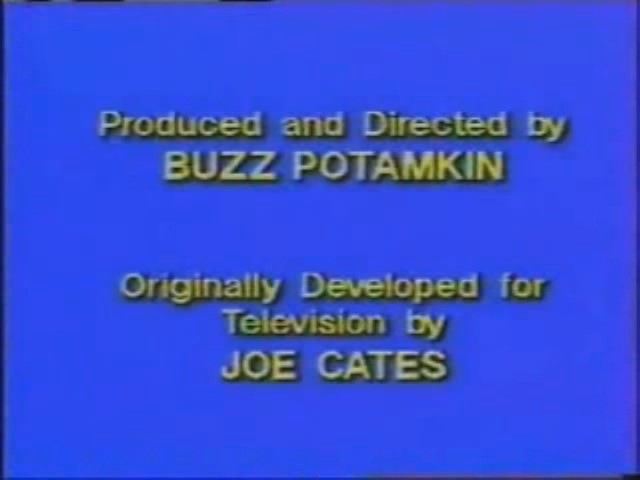 Produced and Directed by
BUZZ POTAMKIN
Originally Developed for
Television by
JOE CATES